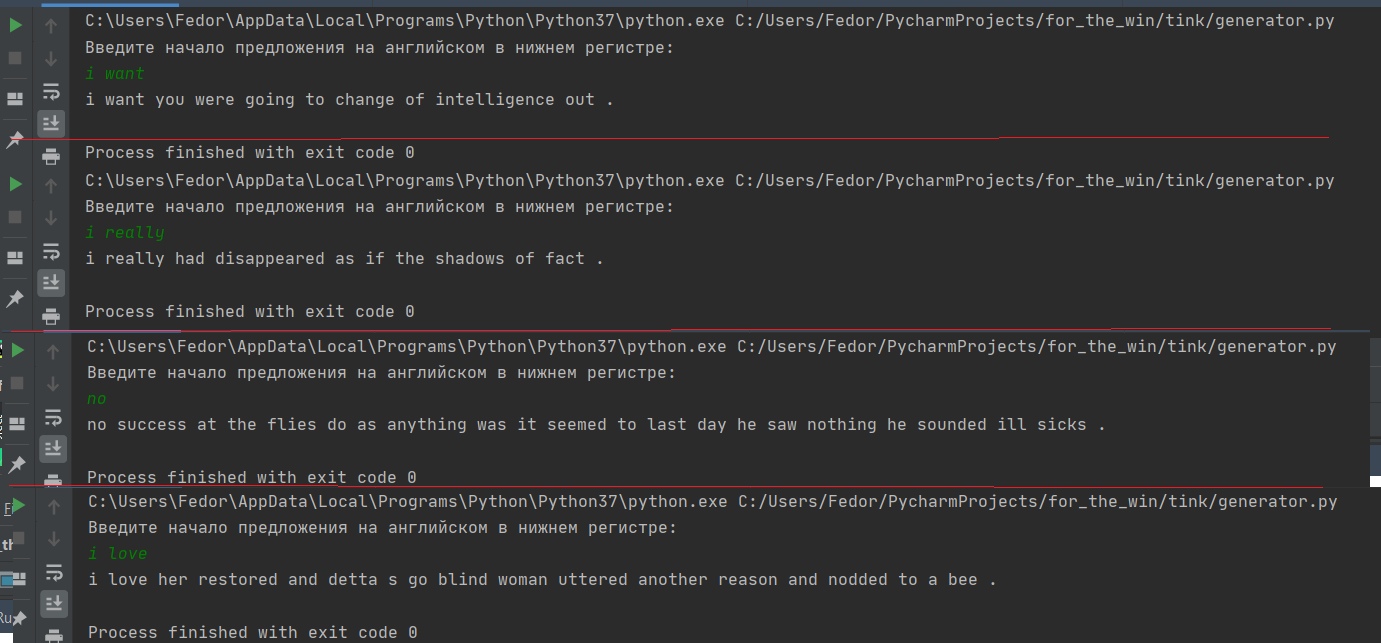 C:\Users\Fedor\AppData\Local\Programs\Python\Python37\python.exe C:/Users/Fedor/PycharmProjects/for_the_win/tink/generator.py
Введите начало предложения на английском в нижнем регистре:
i want
i want you were going to change of intelligence out .
Process finished with exit code 0
C:\Users\Fedor\AppData\Local\Programs\Python\Python37\python.exe C:/Users/Fedor/PycharmProjects/for_the_win/tink/generator.py
Введите начало предложения на английском в нижнем регистре:
i really
i really had disappeared as if the shadows of fact .
Process finished with exit code 0
C:\Users\Fedor\AppData\Local\Programs\Python\Python37\python.exe C:/Users/Fedor/PycharmProjects/for_the_win/tink/generator.py
Введите начало предложения на английском в нижнем регистре:
no
no success at the flies do as anything was it seemed to last day he saw nothing he sounded ill sicks .
Process finished with exit code 0
C:\Users\Fedor\AppData\Local\Programs\Python\Python37\python.exe C:/Users/Fedor/PycharmProjects/for_the_win/tink/generator.py
Введите начало предложения на английском в нижнем регистре:
i love
i love her restored and detta s go blind woman uttered another reason and nodded to a bee .
Process finished with exit code 0